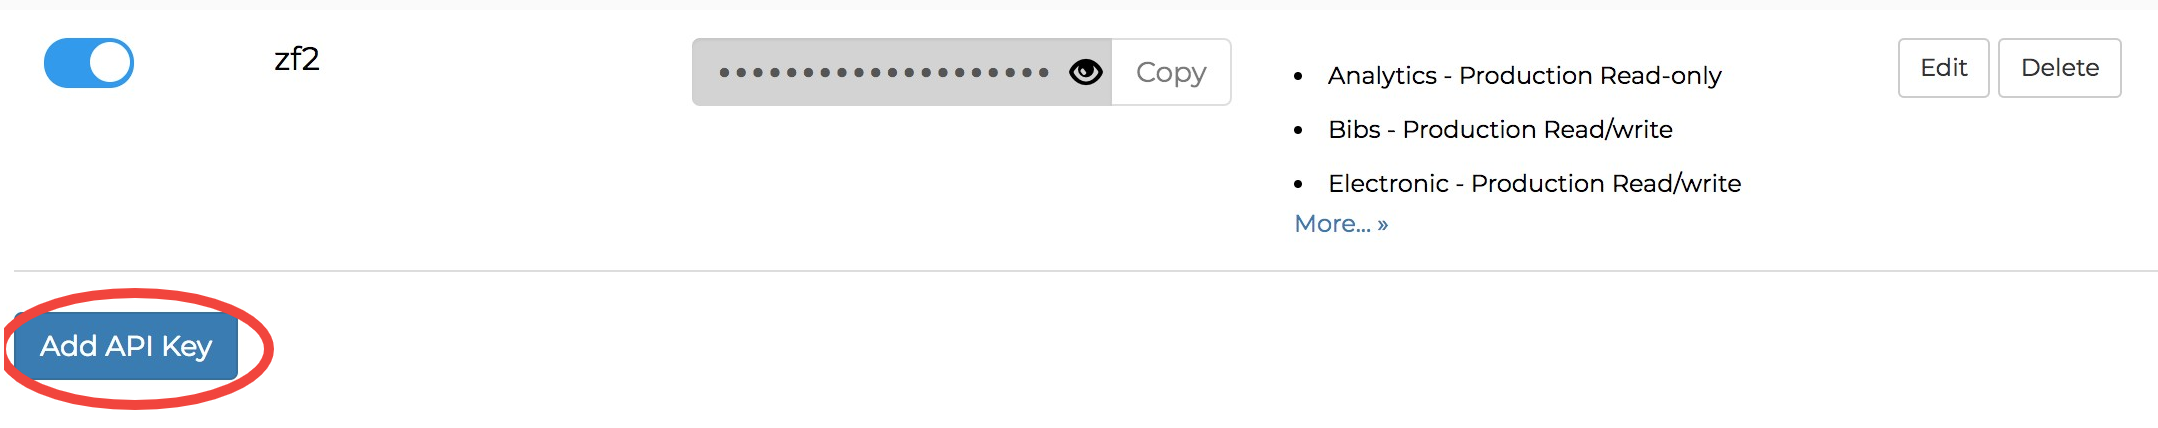 zf2
Copy
Analytics - Production Read-only
Bibs - Production Read/write
Electronic - Production Read/write
More... »
Edit
Delete
Add API Key